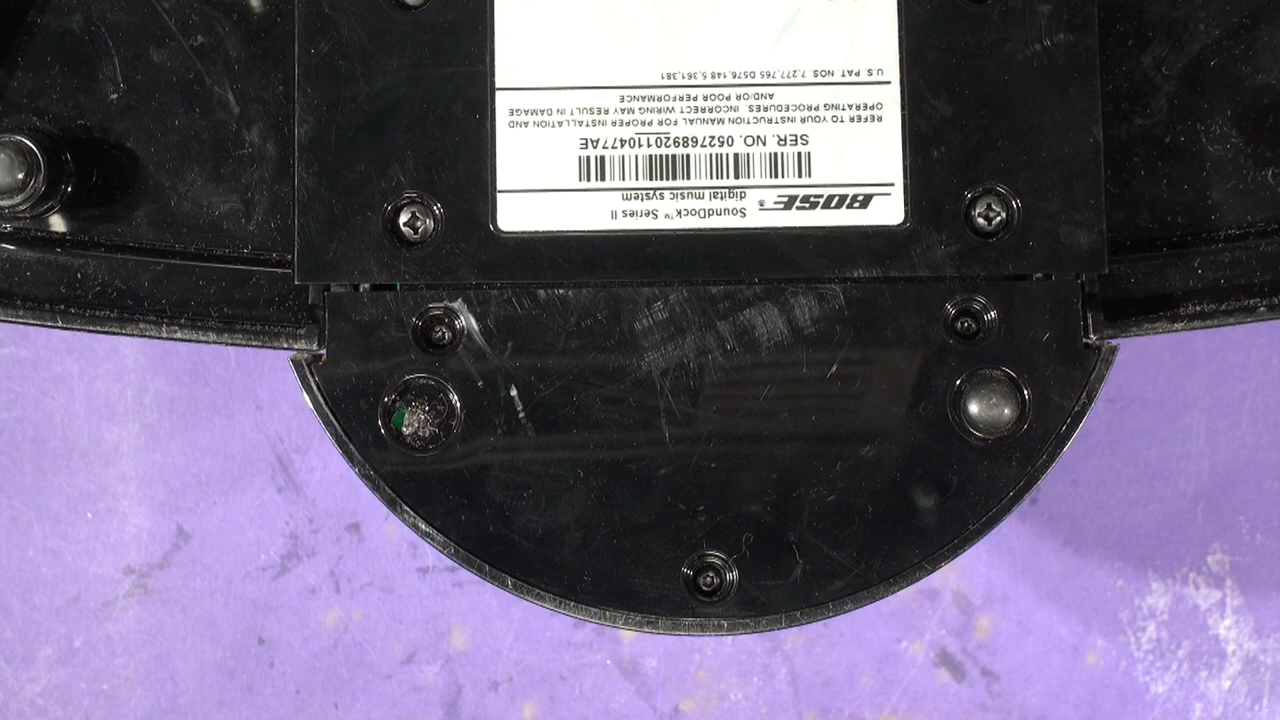 BOSE®
SoundDock™ Series II
digital music system
SER. NO. 052768920110477AE
REFER TO YOUR INSTRUCTION MANUAL FOR PROPER INSTALLATION AND
OPERATING PROCEDURES. INCORRECT WIRING MAY RESULT IN DAMAGE
AND/OR POOR PERFORMANCE
U.S. PAT. NOS. 7,277,765 D576,148 5,361,381